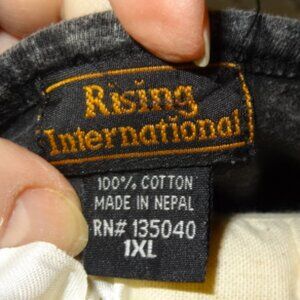 Rising
International
100% COTTON
MADE IN NEPAL
RN# 135040
1XL